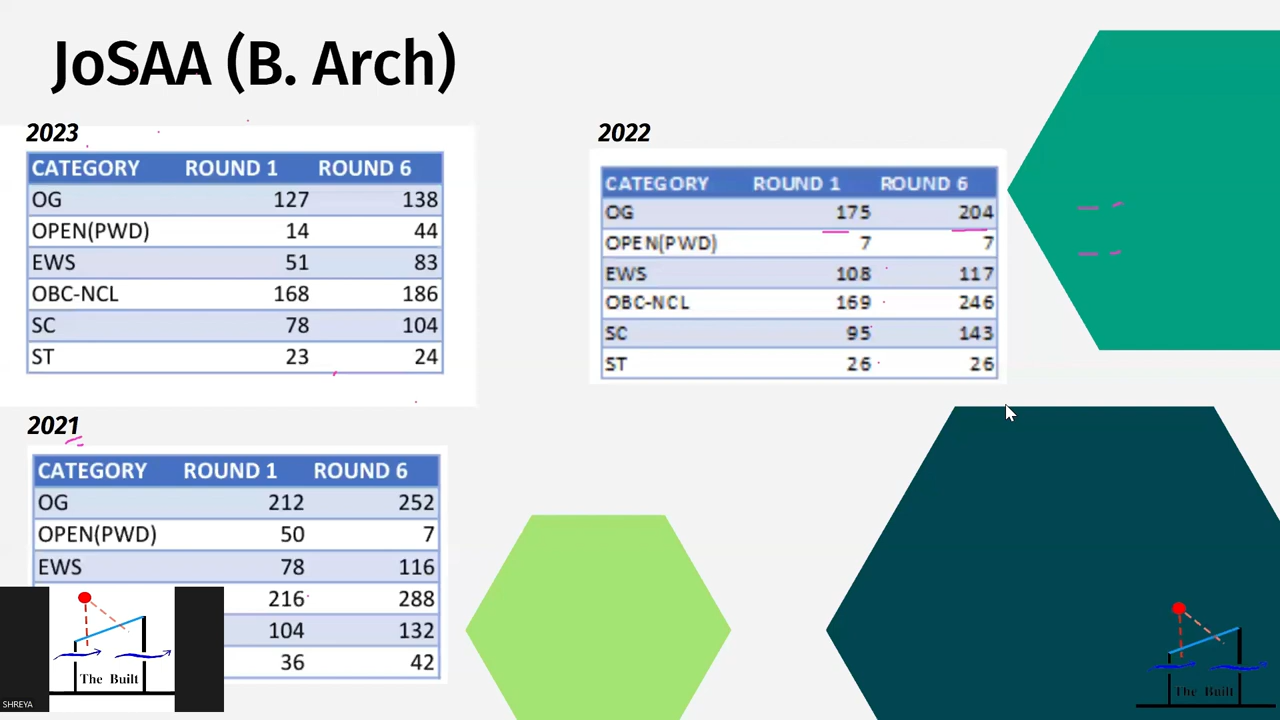 JoSAA (B. Arch)
2023
CATEGORY ROUND 1 ROUND 6
OG 127 138
OPEN(PWD) 14 44
EWS 51 83
OBC-NCL 168 186
SC 78 104
ST 23 24
2022
CATEGORY ROUND 1 ROUND 6
OG 175 204
OPEN(PWD) 7 7
EWS 108 117
OBC-NCL 169 246
SC 95 143
ST 26 26
2021
CATEGORY ROUND 1 ROUND 6
OG 212 252
OPEN(PWD) 50 7
EWS 78 116
216 288
104 132
36 42
The Built
SHREYA
The Built